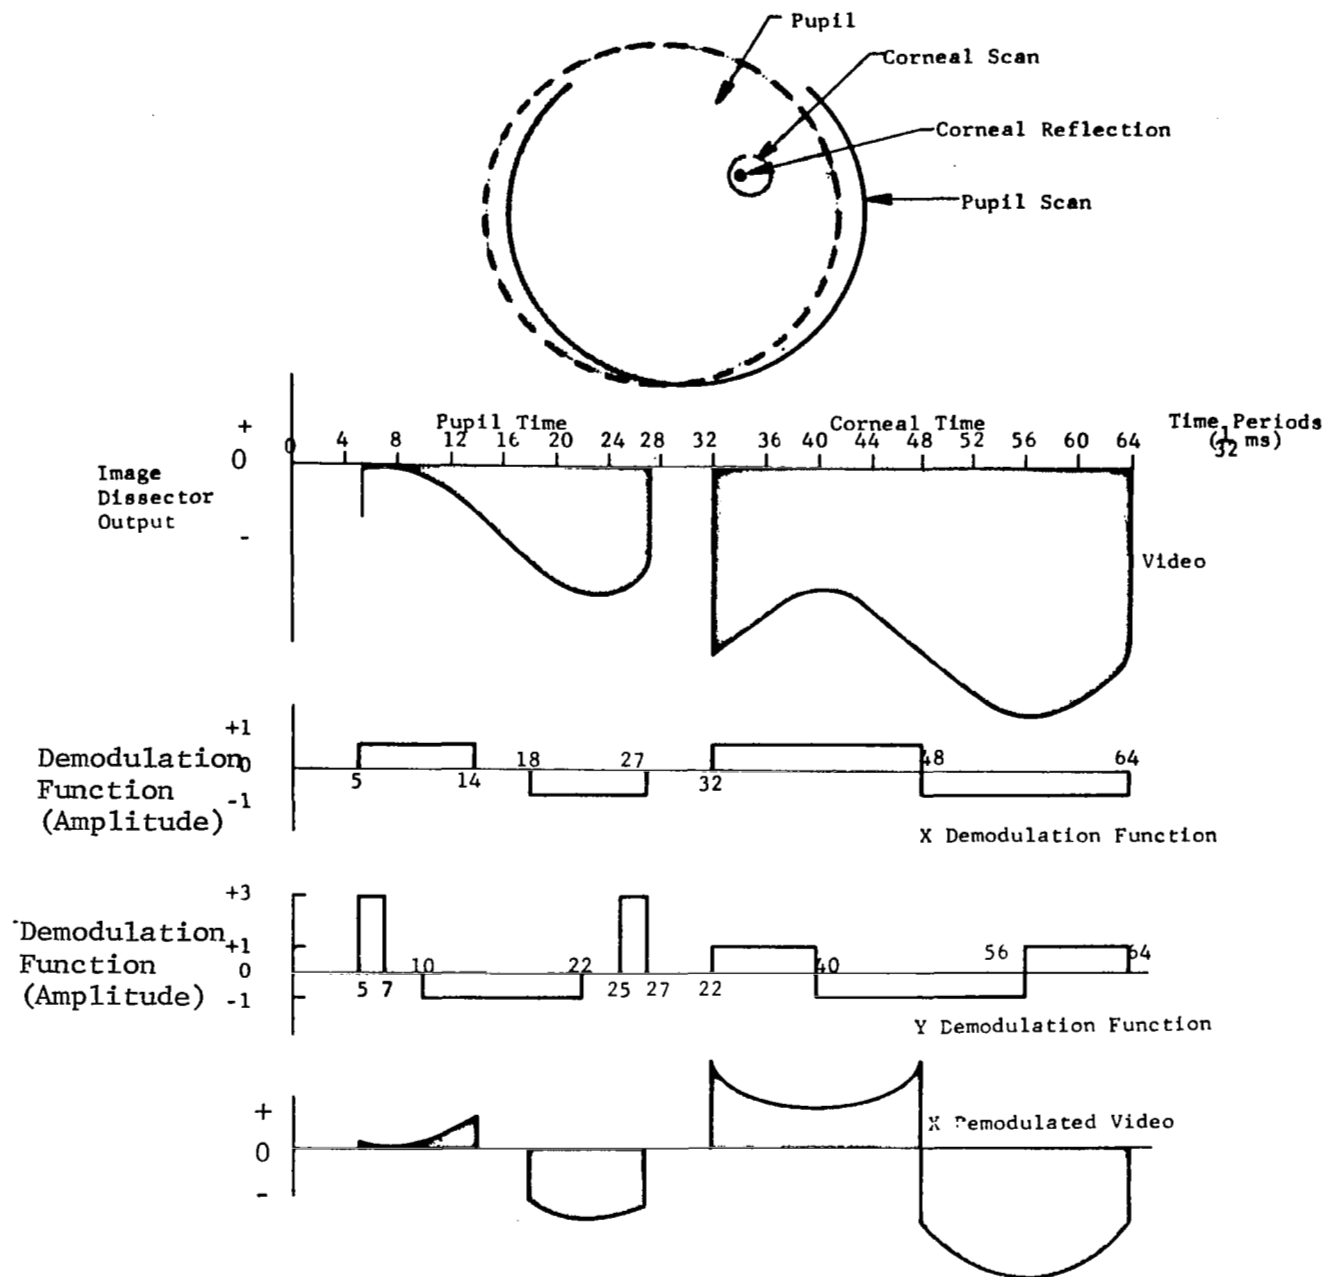 Pupil
Corneal Scan
Corneal Reflection
Pupil Scan
Pupil Time
Corneal Time
Time Periods
(1/32 ms)
+
0 4 8 12 16 20 24 28 32 36 40 44 48 52 56 60 64
0
Image
Dissector
Output
-
Video
+1
Demodulation
0
Function
-1
(Amplitude)
5 14 18 27 32 48 64
X Demodulation Function
+3
Demodulation
+1
Function
0
(Amplitude)
-1
5 7 10 22 25 27 22 40 56 64
Y Demodulation Function
+
X Demodulated Video
0
-